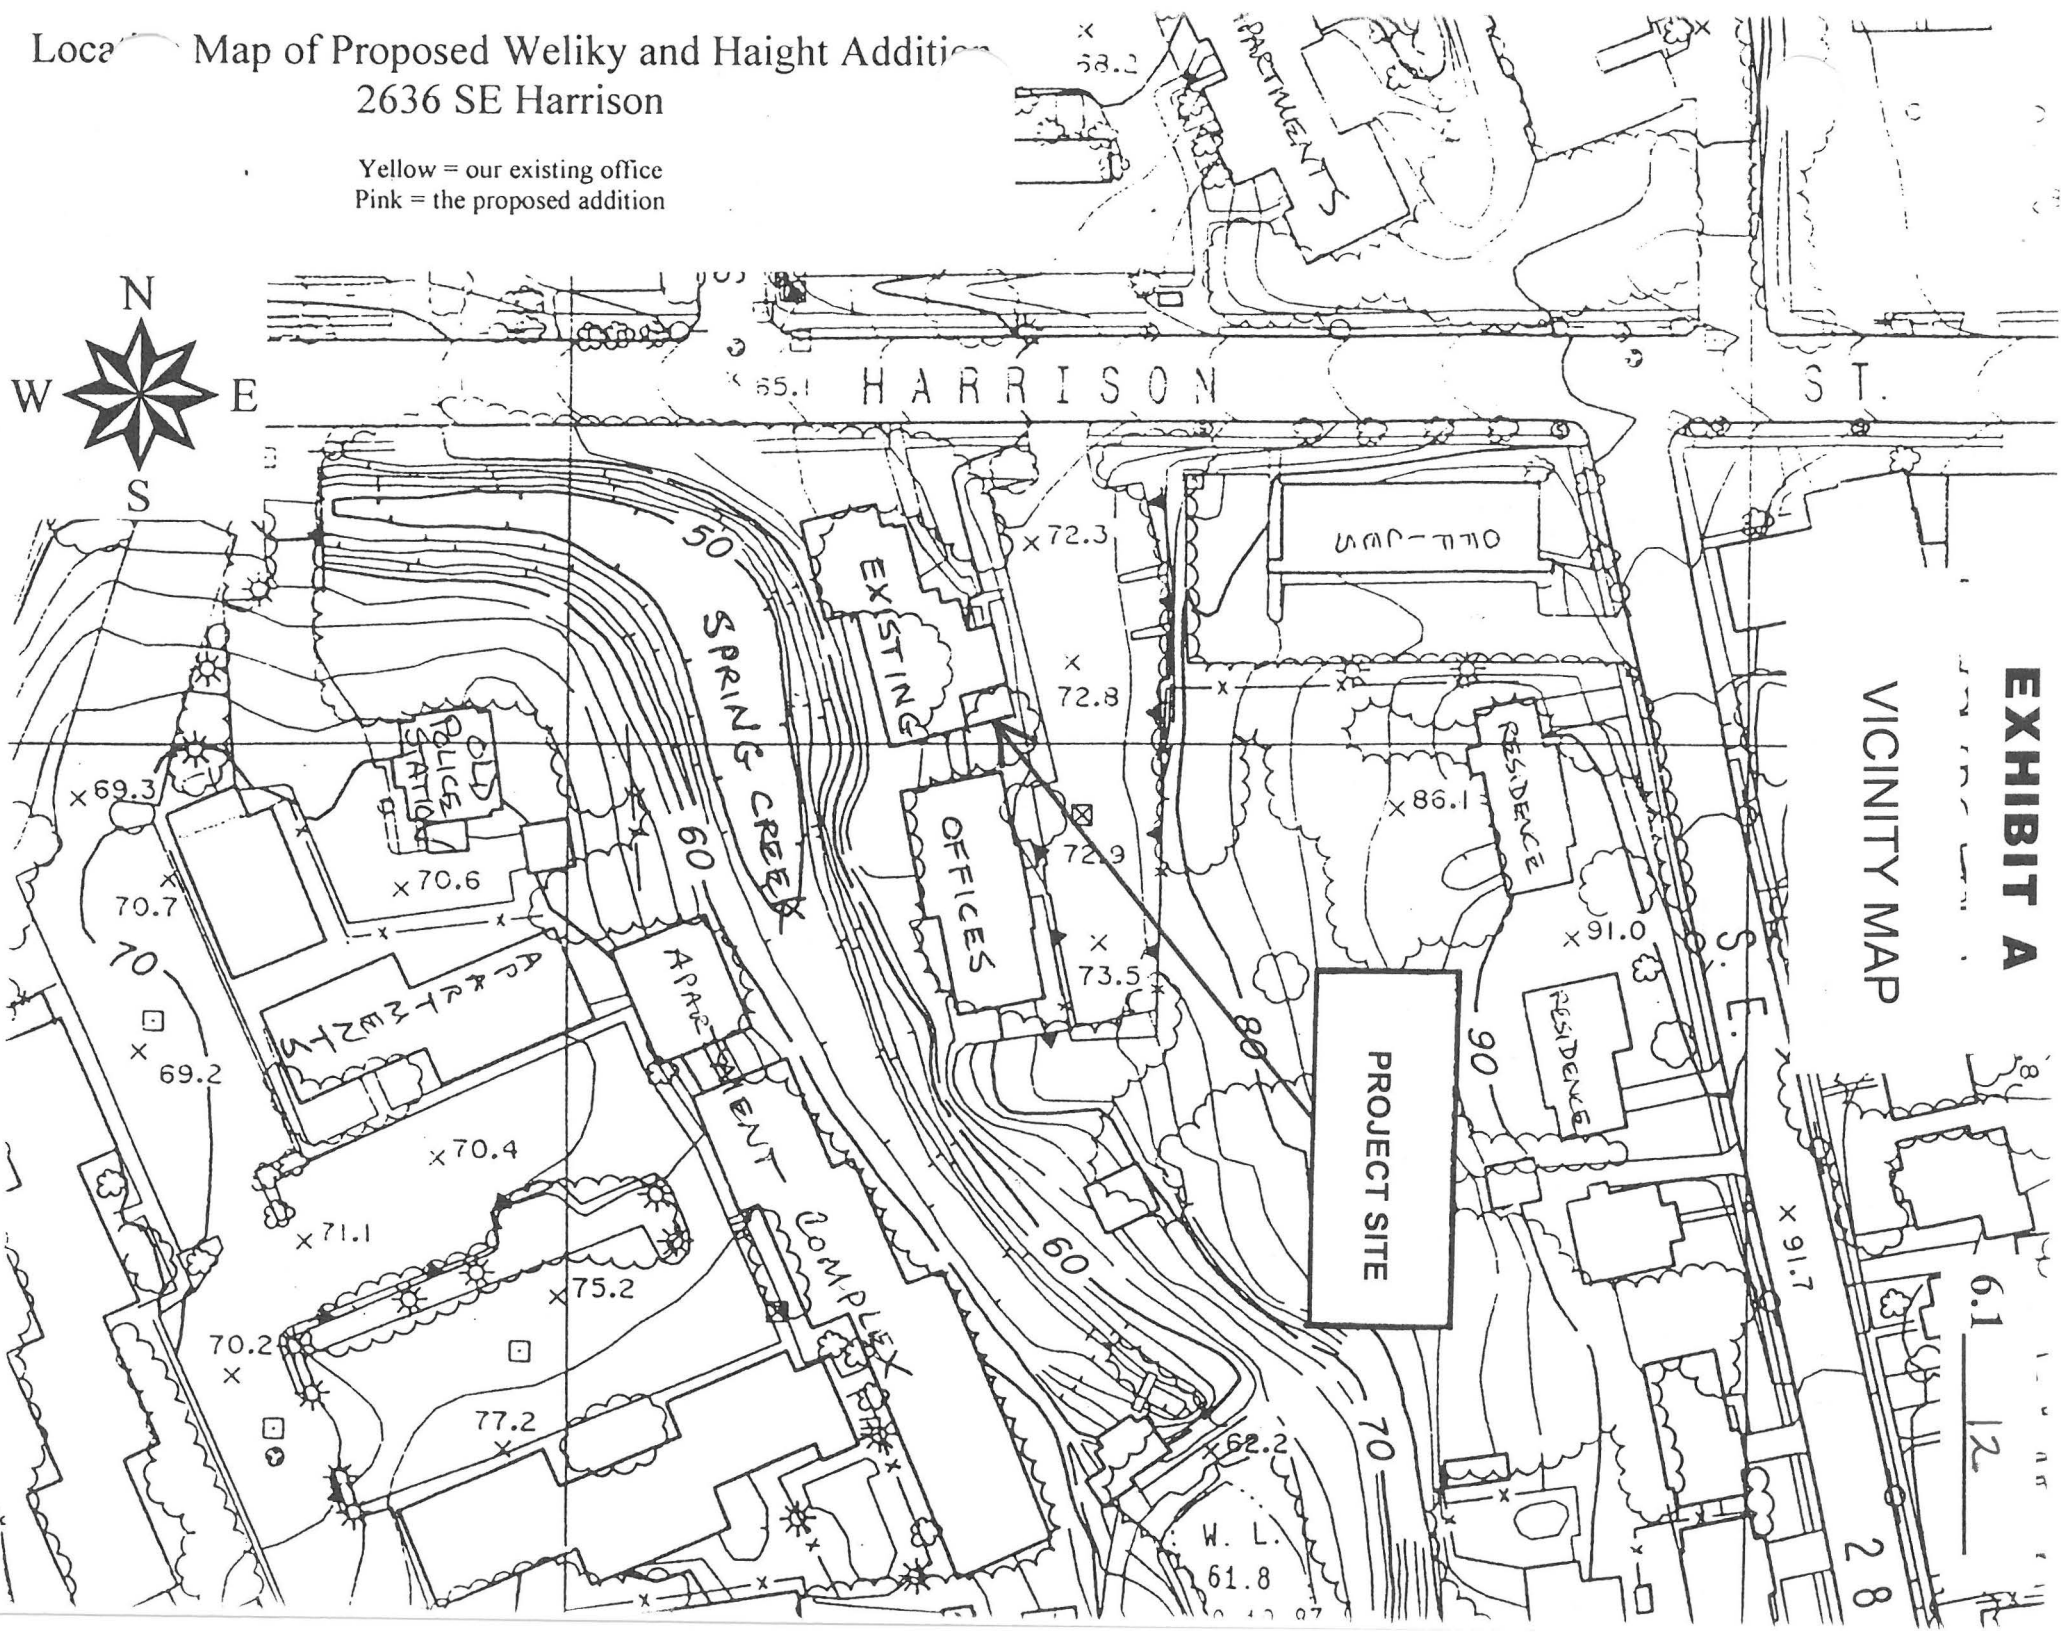 Map of Proposed Weliky and Haight
2636 SE Harrison
Yellow = our existing office
Pink = the proposed addition
N
W E
S
68.2
APARTMENTS
65.1
HARRISON ST.
50
72.3
OFFICES
EXISTING
SPRING CREEK
72.8
OLD
POLICE
STATION
RESIDENCE
86.1
69.3
60
72.9
OFFICES
70.6
70.7
91.0
70
APARTMENTS
73.5
S. E.
69.2
80
90
RESIDENCE
APARTMENT COMPLEX
PROJECT SITE
70.4
71.1
60
91.7
75.2
70.2
77.2
70
62.2
W. L.
61.8
28
EXHIBIT A
VICINITY MAP
6.1 12